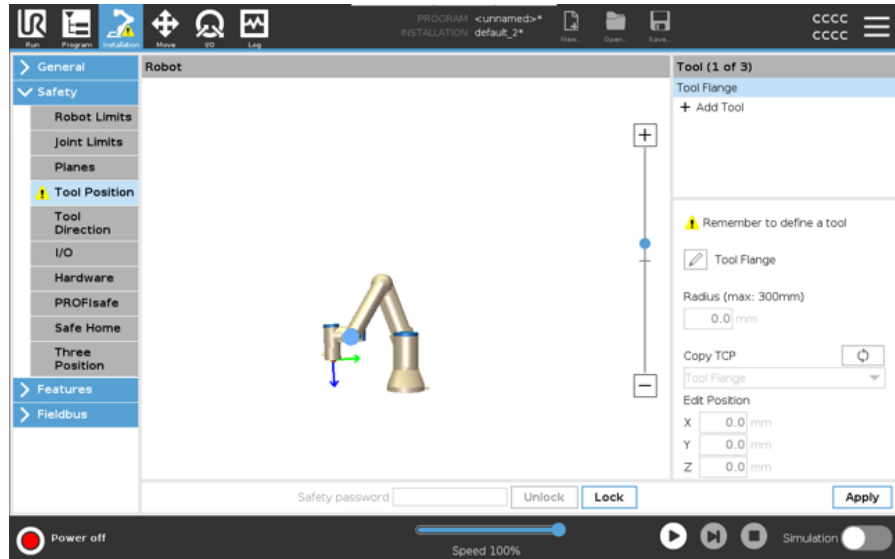 PROGRAM <unnamed>*
INSTALLATION default_2*
cccc
cccc
UR
Run
Program
Installation
Move
I/O
Log
New...
Open...
Save...
General
Safety
Robot Limits
Joint Limits
Planes
Tool Position
Tool
Direction
I/O
Hardware
PROFIsafe
Safe Home
Three
Position
Features
Fieldbus
Robot
Tool (1 of 3)
Tool Flange
+ Add Tool
Remember to define a tool
Tool Flange
Radius (max: 300mm)
0.0 mm
Copy TCP
Tool Flange
Edit Position
X 0.0 mm
Y 0.0 mm
Z 0.0 mm
Safety password
Unlock
Lock
Apply
Power off
Speed 100%
Simulation